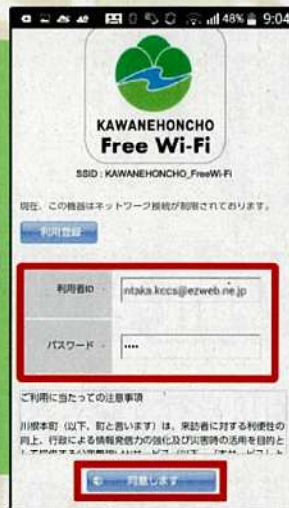 48% 9:04
KAWANEHONCHO
Free Wi-Fi
SSID : KAWANEHONCHO_FreeWi-Fi
現在、この機器はネットワーク接続が制限されております。
利用登録
利用者ID
ntaka.kccs@ezweb.ne.jp
パスワード
••••
ご利用に当たっての注意事項
川根本町（以下、町と言います）は、来訪者に対する利便性の
向上、行政による情報発信力の強化及び災害時の活用を目的と
同意します